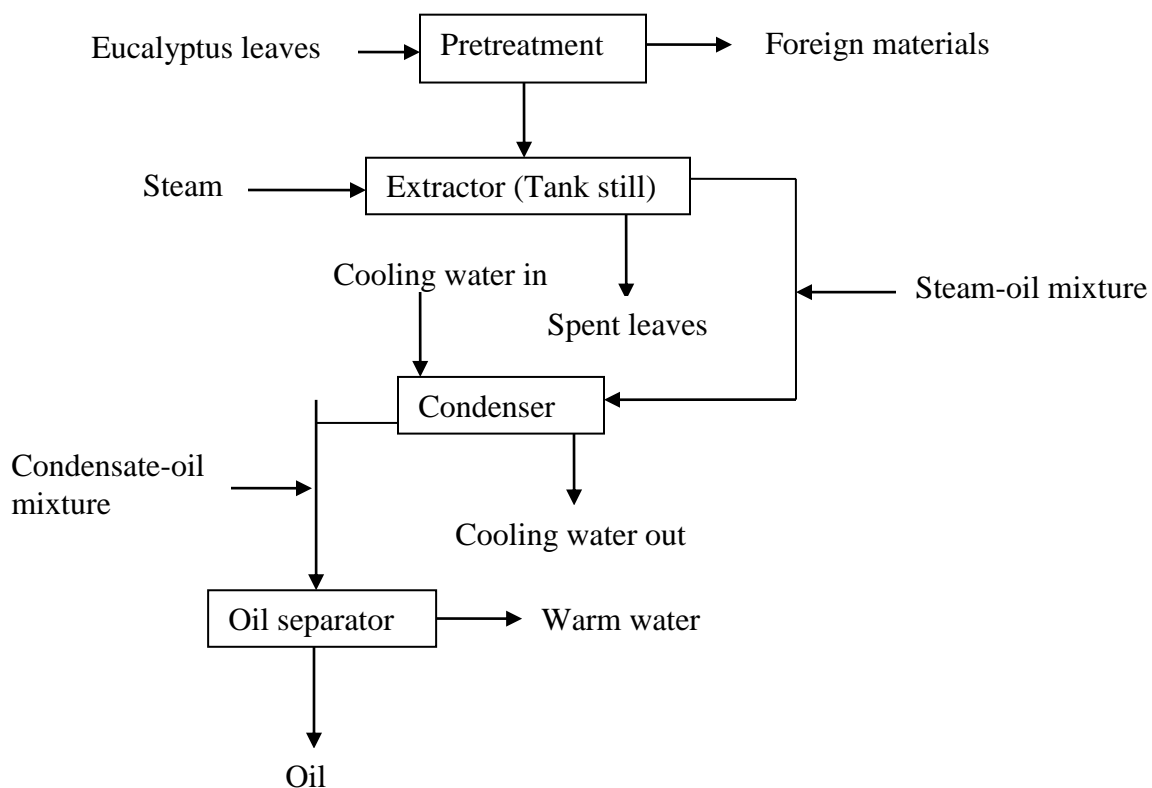 Eucalyptus leaves
Pretreatment
Foreign materials
Steam
Extractor (Tank still)
Cooling water in
Steam-oil mixture
Spent leaves
Condenser
Condensate-oil
mixture
Cooling water out
Oil separator
Warm water
Oil